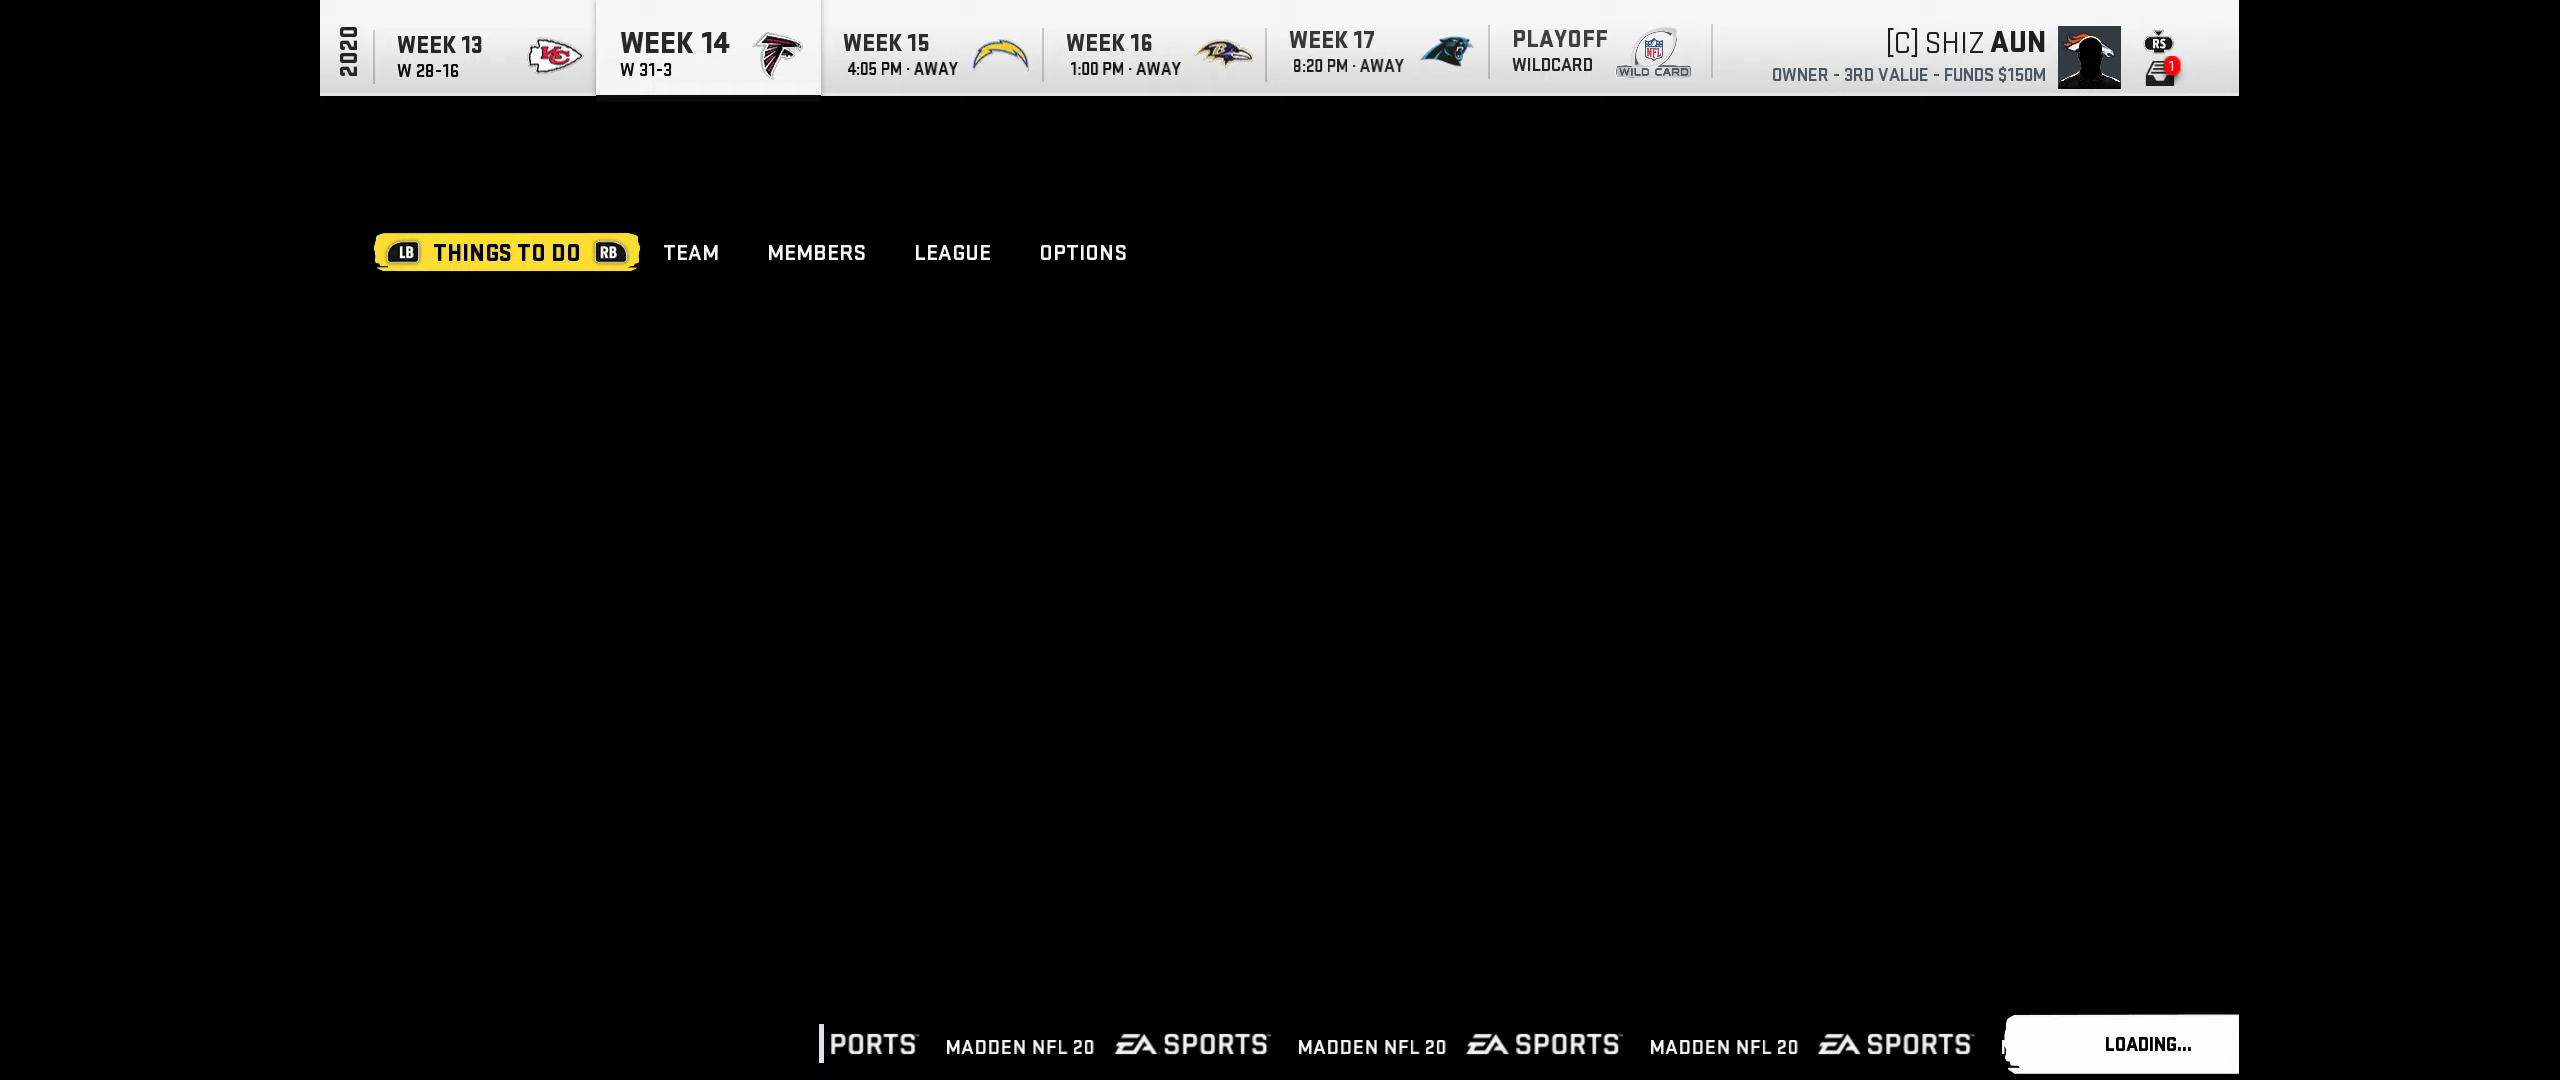 2020
WEEK 13
W 28-16
WEEK 14
W 31-3
WEEK 15
4:05 PM · AWAY
WEEK 16
1:00 PM · AWAY
WEEK 17
8:20 PM · AWAY
PLAYOFF
WILDCARD
NFL
WILD CARD
[C] SHIZ AUN
OWNER - 3RD VALUE - FUNDS $150M
RS
1
LB THINGS TO DO RB TEAM MEMBERS LEAGUE OPTIONS
PORTS MADDEN NFL 20 EA SPORTS MADDEN NFL 20 EA SPORTS MADDEN NFL 20 EA SPORTS LOADING...